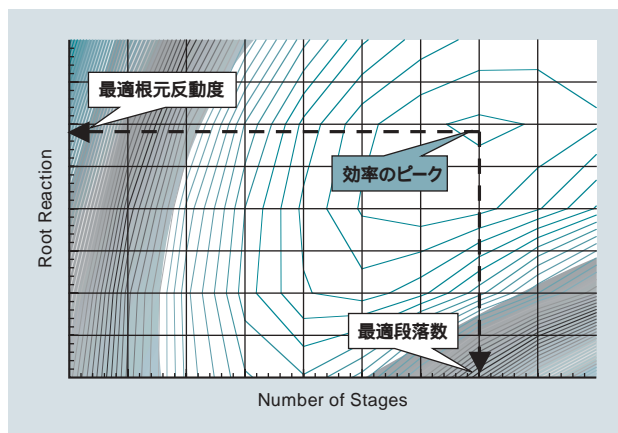 最適根元反動度
効率のピーク
最適段落数
Root Reaction
Number of Stages